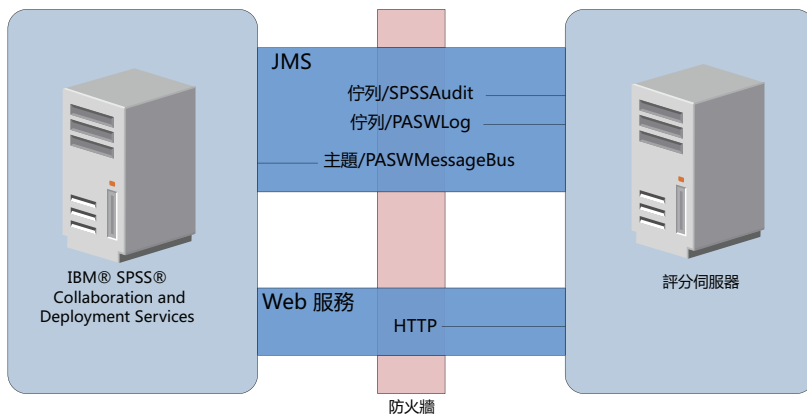 JMS
佇列/SPSSAudit
佇列/PASWLog
主題/PASWMessageBus
IBM® SPSS®
Collaboration and
Deployment Services
評分伺服器
Web 服務
HTTP
防火牆